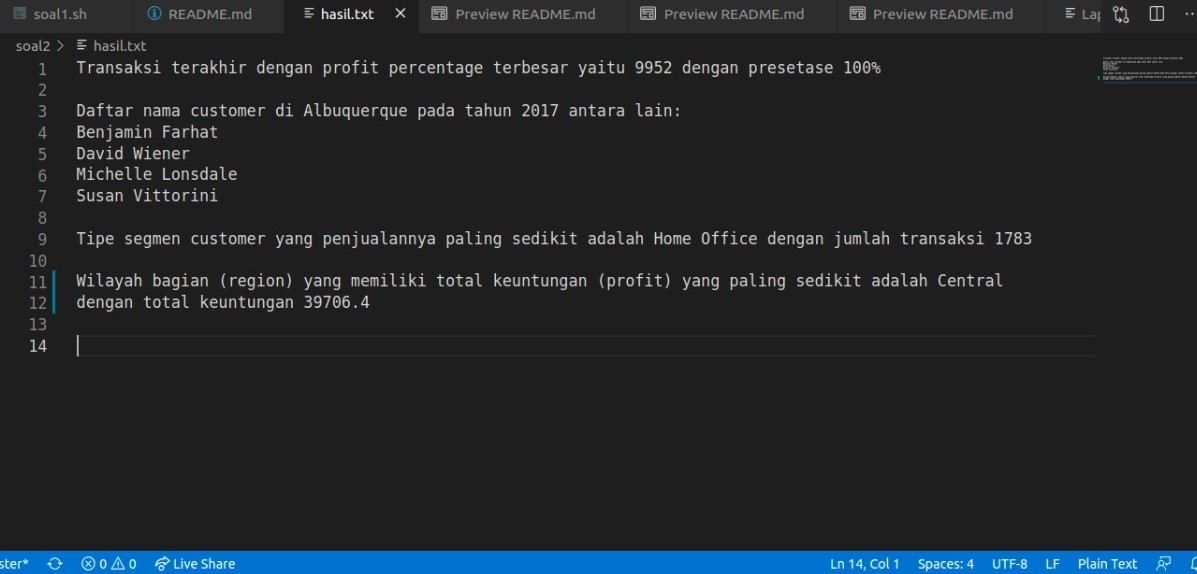 soal1.sh README.md hasil.txt Preview README.md Preview README.md Preview README.md
soal2 > hasil.txt
1 Transaksi terakhir dengan profit percentage terbesar yaitu 9952 dengan presetase 100%
2
3 Daftar nama customer di Albuquerque pada tahun 2017 antara lain:
4 Benjamin Farhat
5 David Wiener
6 Michelle Lonsdale
7 Susan Vittorini
8
9 Tipe segmen customer yang penjualannya paling sedikit adalah Home Office dengan jumlah transaksi 1783
10
11 Wilayah bagian (region) yang memiliki total keuntungan (profit) yang paling sedikit adalah Central
12 dengan total keuntungan 39706.4
13
14
ster* 0 0 Live Share Ln 14, Col 1 Spaces: 4 UTF-8 LF Plain Text